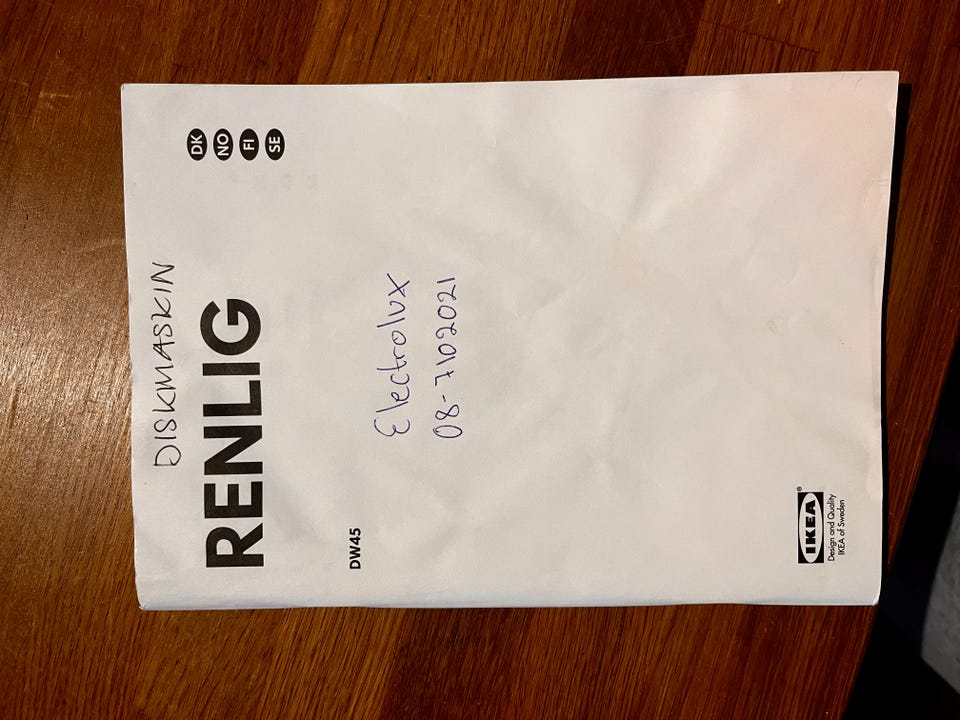 DISKMASKIN
DK
NO
FI
SE
RENLIG
DW45
Electrolux
08-7102021
IKEA®
Design and Quality
IKEA of Sweden